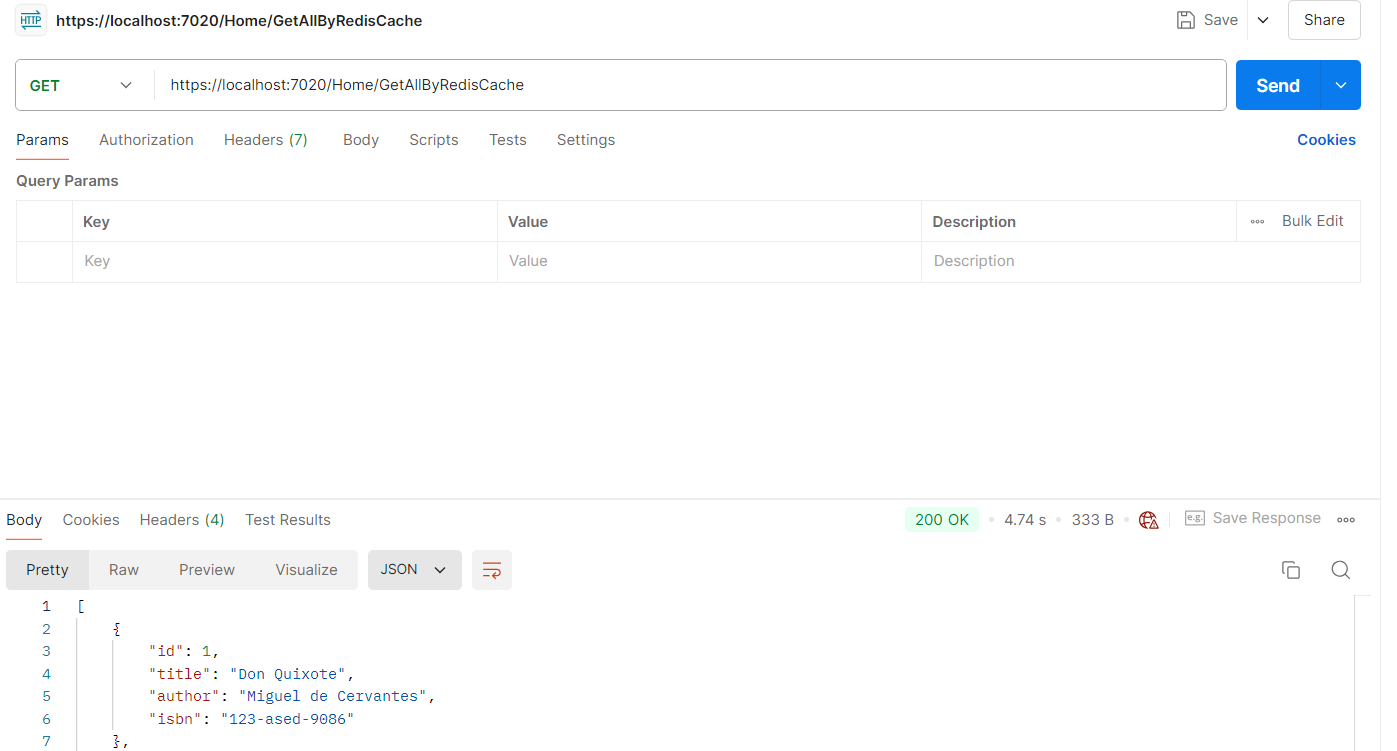 HTTP https://localhost:7020/Home/GetAllByRedisCache Save Share
GET https://localhost:7020/Home/GetAllByRedisCache Send
Params Authorization Headers (7) Body Scripts Tests Settings Cookies
Query Params
Key Value Description Bulk Edit
Key Value Description
Body Cookies Headers (4) Test Results 200 OK 4.74 s 333 B e.g. Save Response
Pretty Raw Preview Visualize JSON
1 [
2 {
3 "id": 1,
4 "title": "Don Quixote",
5 "author": "Miguel de Cervantes",
6 "isbn": "123-ased-9086"
7 },